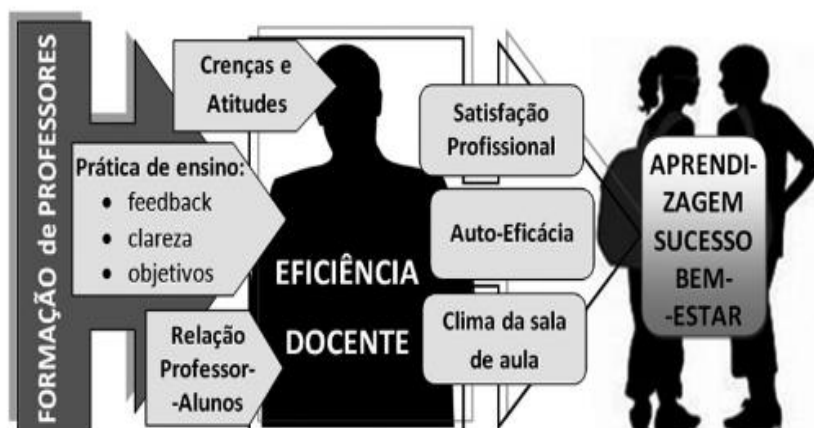 FORMAÇÃO de PROFESSORES
Crenças e
Atitudes
Prática de ensino:
• feedback
• clareza
• objetivos
Relação
Professor-
-Alunos
EFICIÊNCIA
DOCENTE
Satisfação
Profissional
Auto-Eficácia
Clima da sala
de aula
APRENDI-
ZAGEM
SUCESSO
BEM-
-ESTAR